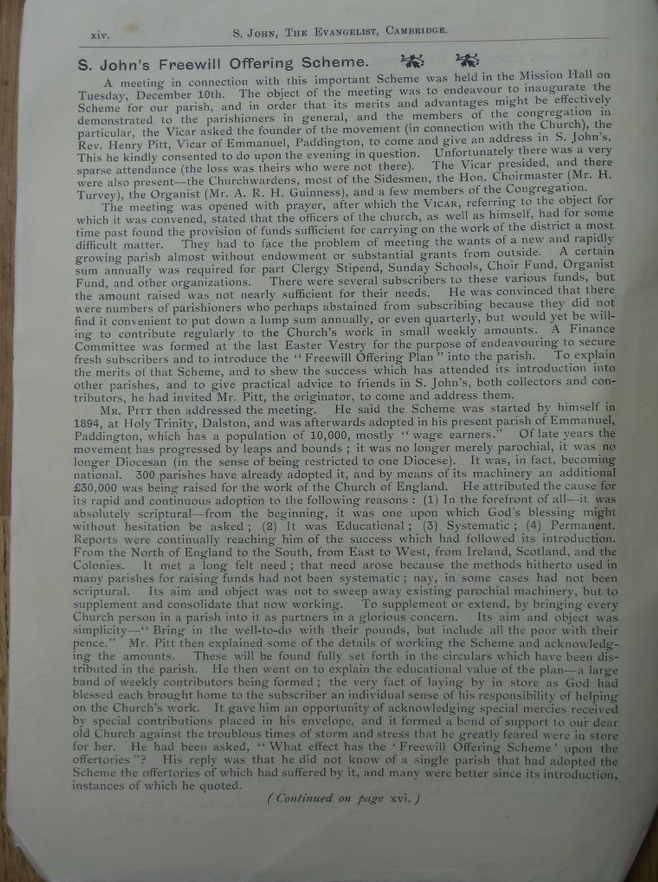 xiv.
S. John, The Evangelist, Cambridge.
S. John's Freewill Offering Scheme.
A meeting in connection with this important Scheme was held in the Mission Hall on
Tuesday, December 10th. The object of the meeting was to endeavour to inaugurate the
Scheme for our parish, and in order that its merits and advantages might be effectively
demonstrated to the parishioners in general, and the members of the congregation in
particular, the Vicar asked the founder of the movement (in connection with the Church), the
Rev. Henry Pitt, Vicar of Emmanuel, Paddington, to come and give an address in S. John's.
This he kindly consented to do upon the evening in question. Unfortunately there was a very
sparse attendance (the loss was theirs who were not there). The Vicar presided, and there
were also present—the Churchwardens, most of the Sidesmen, the Hon. Choirmaster (Mr. H.
Turvey), the Organist (Mr. A. R. H. Guinness), and a few members of the Congregation.
The meeting was opened with prayer, after which the Vicar, referring to the object for
which it was convened, stated that the officers of the church, as well as himself, had for some
time past found the provision of funds sufficient for carrying on the work of the district a most
difficult matter. They had to face the problem of meeting the wants of a new and rapidly
growing parish almost without endowment or substantial grants from outside. A certain
sum annually was required for part Clergy Stipend, Sunday Schools, Choir Fund, Organist
Fund, and other organizations. There were several subscribers to these various funds, but
the amount raised was not nearly sufficient for their needs. He was convinced that there
were numbers of parishioners who perhaps abstained from subscribing because they did not
find it convenient to put down a lump sum annually, or even quarterly, but would yet be will-
ing to contribute regularly to the Church's work in small weekly amounts. A Finance
Committee was formed at the last Easter Vestry for the purpose of endeavouring to secure
fresh subscribers and to introduce the "Freewill Offering Plan" into the parish. To explain
the merits of that Scheme, and to shew the success which has attended its introduction into
other parishes, and to give practical advice to friends in S. John's, both collectors and con-
tributors, he had invited Mr. Pitt, the originator, to come and address them.
Mr. Pitt then addressed the meeting. He said the Scheme was started by himself in
1894, at Holy Trinity, Dalston, and was afterwards adopted in his present parish of Emmanuel,
Paddington, which has a population of 10,000, mostly "wage earners." Of late years the
movement has progressed by leaps and bounds; it was no longer merely parochial, it was no
longer Diocesan (in the sense of being restricted to one Diocese). It was, in fact, becoming
national. 300 parishes have already adopted it, and by means of its machinery an additional
£30,000 was being raised for the work of the Church of England. He attributed the cause for
its rapid and continuous adoption to the following reasons: (1) In the forefront of all—it was
absolutely scriptural—from the beginning, it was one upon which God's blessing might
without hesitation be asked; (2) It was Educational; (3) Systematic; (4) Permanent.
Reports were continually reaching him of the success which had followed its introduction.
From the North of England to the South, from East to West, from Ireland, Scotland, and the
Colonies. It met a long felt need; that need arose because the methods hitherto used in
many parishes for raising funds had not been systematic; nay, in some cases had not been
scriptural. Its aim and object was not to sweep away existing parochial machinery, but to
supplement and consolidate that now working. To supplement or extend, by bringing every
Church person in a parish into it as partners in a glorious concern. Its aim and object was
simplicity—"Bring in the well-to-do with their pounds, but include all the poor with their
pence." Mr. Pitt then explained some of the details of working the Scheme and acknowledg-
ing the amounts. These will be found fully set forth in the circulars which have been dis-
tributed in the parish. He then went on to explain the educational value of the plan—a large
band of weekly contributors being formed; the very fact of laying by in store as God had
blessed each brought home to the subscriber an individual sense of his responsibility of helping
on the Church's work. It gave him an opportunity of acknowledging special mercies received
by special contributions placed in his envelope, and it formed a bond of support to our dear
old Church against the troublous times of storm and stress that he greatly feared were in store
for her. He had been asked, "What effect has the 'Freewill Offering Scheme' upon the
offertories"? His reply was that he did not know of a single parish that had adopted the
Scheme the offertories of which had suffered by it, and many were better since its introduction,
instances of which he quoted.
(Continued on page xvi.)